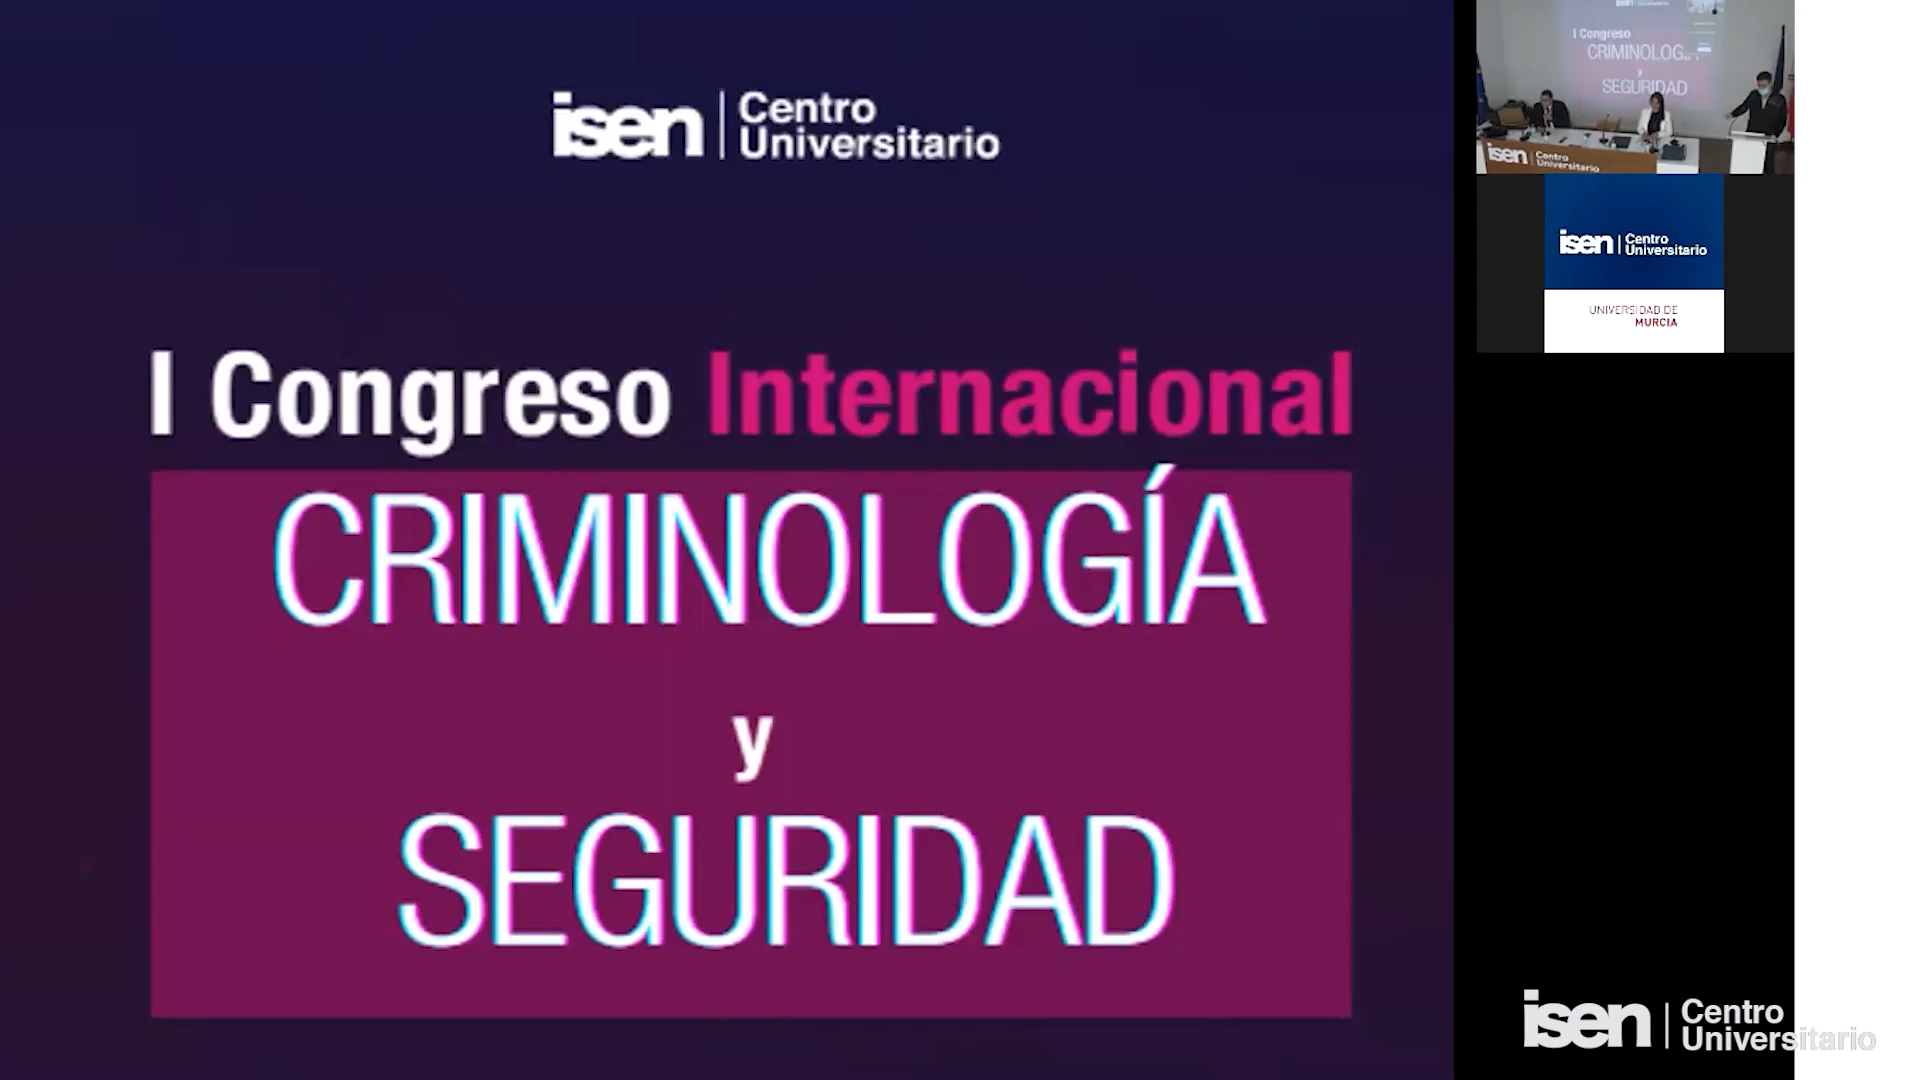 isen Centro
Universitario
I Congreso Internacional
CRIMINOLOGÍA
y
SEGURIDAD
I Congreso
CRIMINOLOGÍA
y
SEGURIDAD
isen Centro
Universitario
isen Centro
Universitario
UNIVERSIDAD DE
MURCIA
isen Centro
Universitario